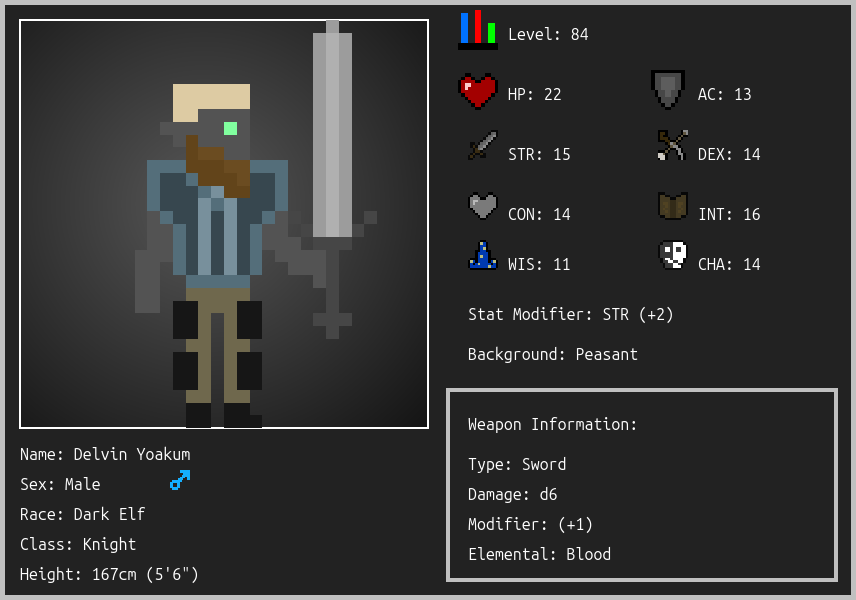 Level: 84
HP: 22
AC: 13
STR: 15
DEX: 14
CON: 14
INT: 16
WIS: 11
CHA: 14
Stat Modifier: STR (+2)
Background: Peasant
Weapon Information:
Type: Sword
Damage: d6
Modifier: (+1)
Elemental: Blood
Name: Delvin Yoakum
Sex: Male
Race: Dark Elf
Class: Knight
Height: 167cm (5'6")